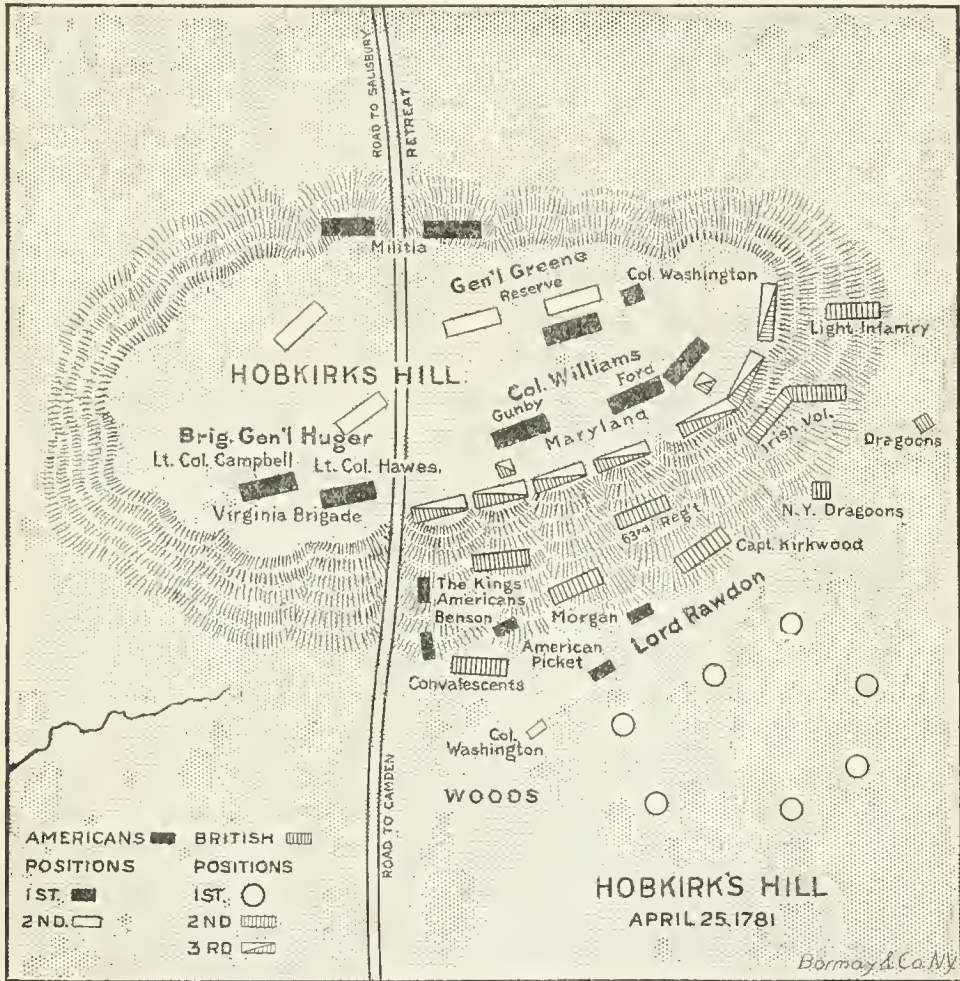 ROAD TO SALISBURY
RETREAT
Militia
Gen'l Greene
Reserve
Col. Washington
Light Infantry
HOBKIRKS HILL
Col. Williams
Ford
Gunby
Maryland
Irish Vol.
Dragoons
Brig. Gen'l Huger
Lt. Col. Campbell
Lt. Col. Hawes.
Virginia Brigade
63rd Reg't
N.Y. Dragoons
Capt. Kirkwood
The Kings
Americans
Benson
Morgan
Lord Rawdon
American
Picket
Convalescents
Col.
Washington
WOODS
ROAD TO CAMDEN
AMERICANS BRITISH
POSITIONS POSITIONS
1ST. 1ST.
2ND. 2ND
3RD
HOBKIRK'S HILL
APRIL 25, 1781
Bormay & Co. N.Y.